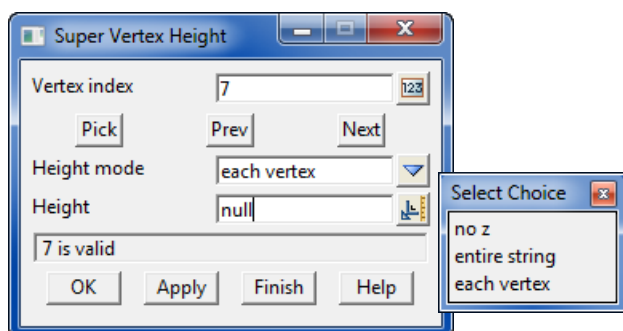 Super Vertex Height
Vertex index 7 123
Pick Prev Next
Height mode each vertex
Height null
7 is valid
OK Apply Finish Help
Select Choice
no z
entire string
each vertex